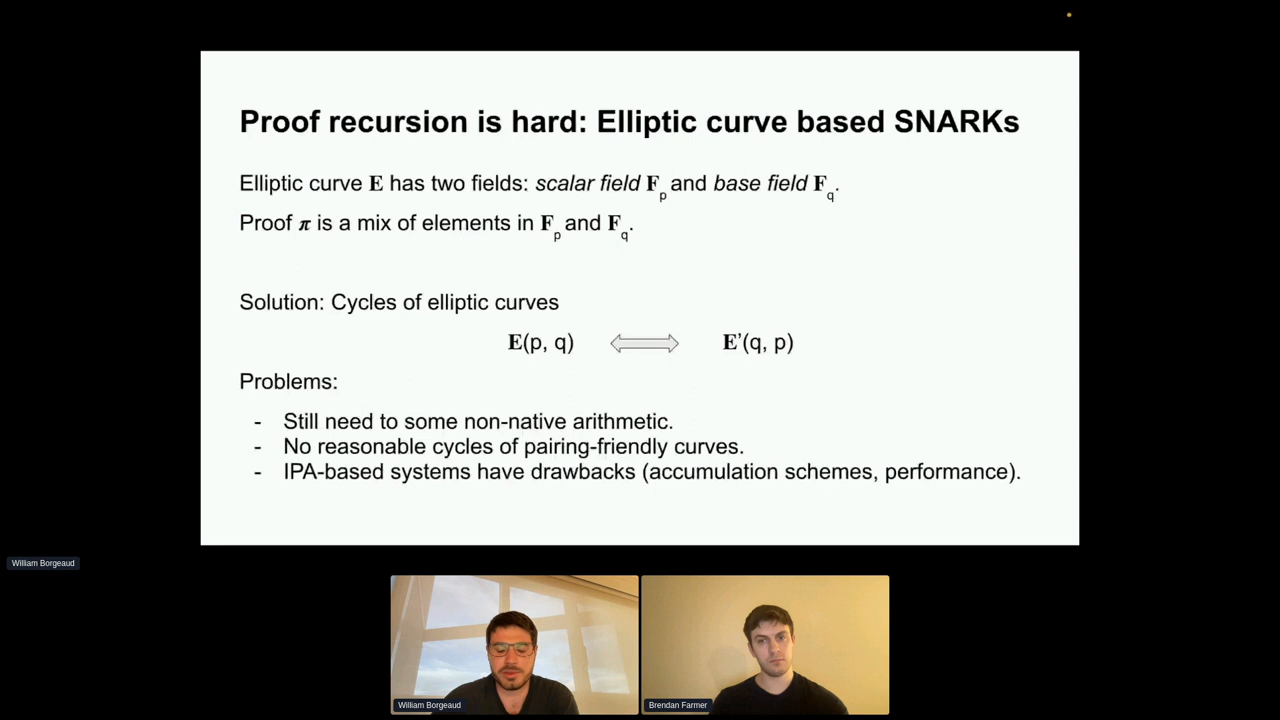 Proof recursion is hard: Elliptic curve based SNARKs
Elliptic curve E has two fields: scalar field Fp and base field Fq.
Proof π is a mix of elements in Fp and Fq.
Solution: Cycles of elliptic curves
E(p, q) E’(q, p)
Problems:
- Still need to some non-native arithmetic.
- No reasonable cycles of pairing-friendly curves.
- IPA-based systems have drawbacks (accumulation schemes, performance).
William Borgeaud
William Borgeaud
Brendan Farmer